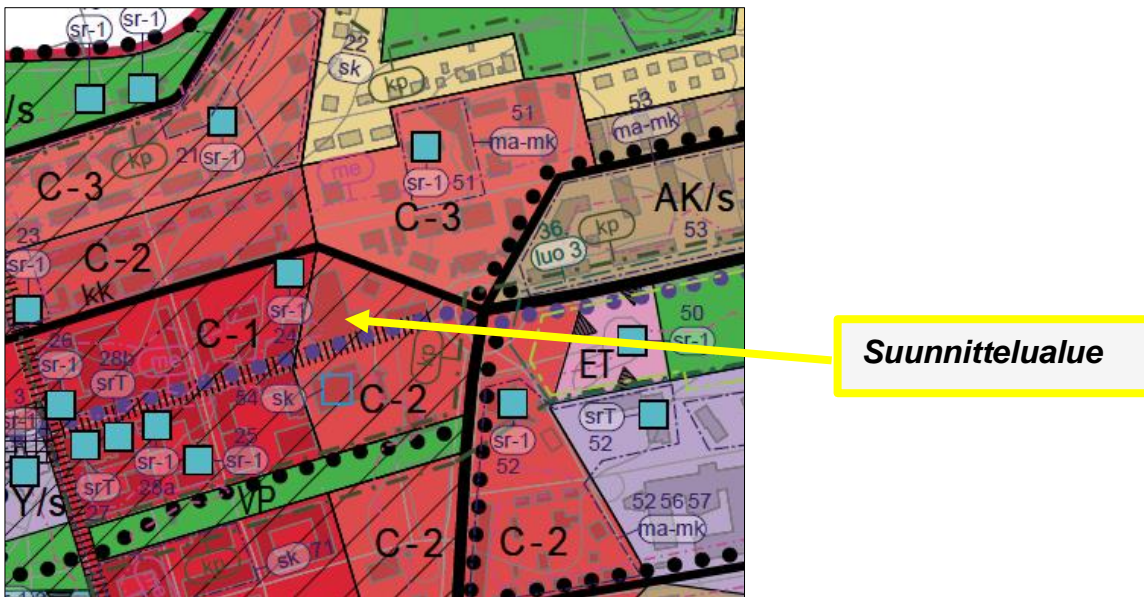 sr-1
sr-1
22
sk
kp
/s
51
ma-mk
53
ma-mk
kp
21
sr-1
me
sr-1
51
C-3
C-3
AK/s
36
kp
luo 3
53
23
sr-1
C-2
kk
sr-1
24
50
sr-1
C-1
me
26
sr-1
28b
srT
kp
ET
Suunnittelualue
54
sk
C-2
srT
52
3
sr-1
25
sr-1
sr-1
28a
sr-1
52
srT
27
Y/s
VP
52 56 57
ma-mk
C-2
C-2
kp
sk
71
me